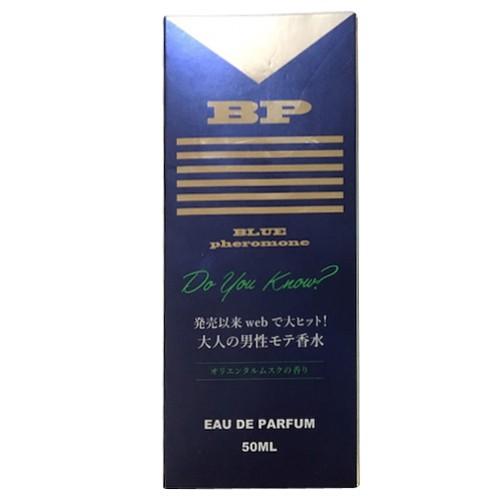 BP
BLUE
pheromone
Do You Know?
発売以来webで大ヒット!
大人の男性モテ香水
オリエンタルムスクの香り
EAU DE PARFUM
50ML